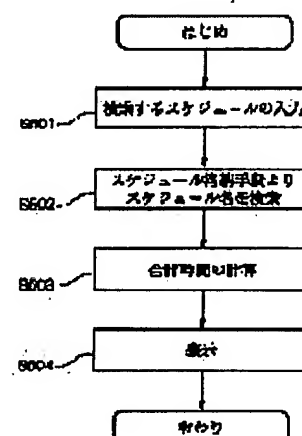 はじめ
S601
検索するスケジュールの入力
S602
スケジュール格納手段より
スケジュール名を検索
S603
合計時間の計算
S604
表示
おわり